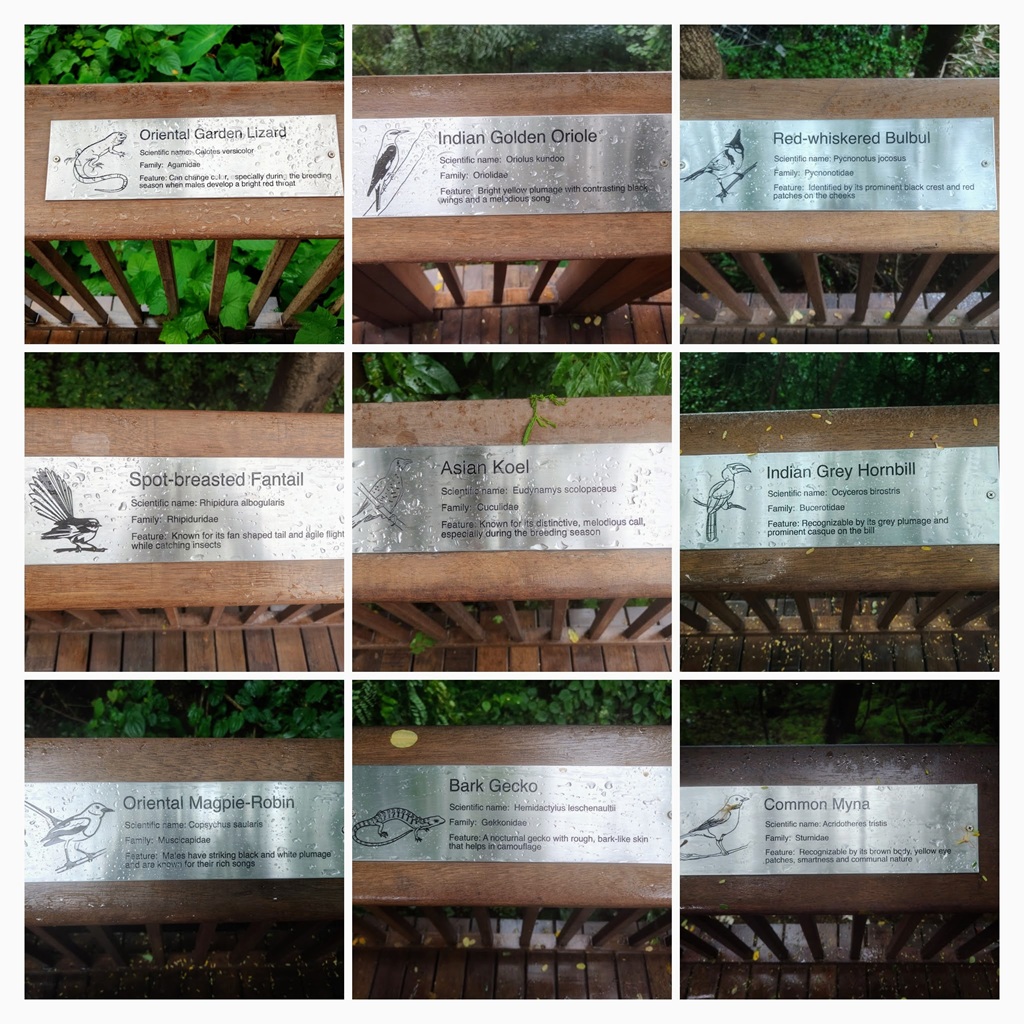 Oriental Garden Lizard
Scientific name: Calotes versicolor
Family: Agamidae
Feature: Can change especially during the breeding
season when males develop a bright red throat
Indian Golden Oriole
Scientific name: Oriolus kundoo
Family: Oriolidae
Feature: Bright yellow plumage with contrasting black
wings and a melodious song
Red-whiskered Bulbul
Scientific name: Pycnonotus jocosus
Family: Pycnonotidae
Feature: Identified by its prominent black crest and red
patches on the cheeks
Spot-breasted Fantail
Scientific name: Rhipidura albogularis
Family: Rhipiduridae
Feature: Known for its fan shaped tail and agile flight
while catching insects
Asian Koel
Scientific name: Eudynamys scolopaceus
Family: Cuculidae
Feature: Known for its distinctive, melodious call,
especially during the breeding season
Indian Grey Hornbill
Scientific name: Ocyceros birostris
Family: Bucerotidae
Feature: Recognizable by its grey plumage and
prominent casque on the bill
Oriental Magpie-Robin
Scientific name: Copsychus saularis
Family: Muscicapidae
Feature: Males have striking black and white plumage
and are known for their rich songs
Bark Gecko
Scientific name: Hemidactylus leschenaultii
Family: Gekkonidae
Feature: A nocturnal gecko with rough, bark-like skin
that helps in camouflage
Common Myna
Scientific name: Acridotheres tristis
Family: Sturnidae
Feature: Recognizable by its brown body, yellow eye
patches, smartness and communal nature